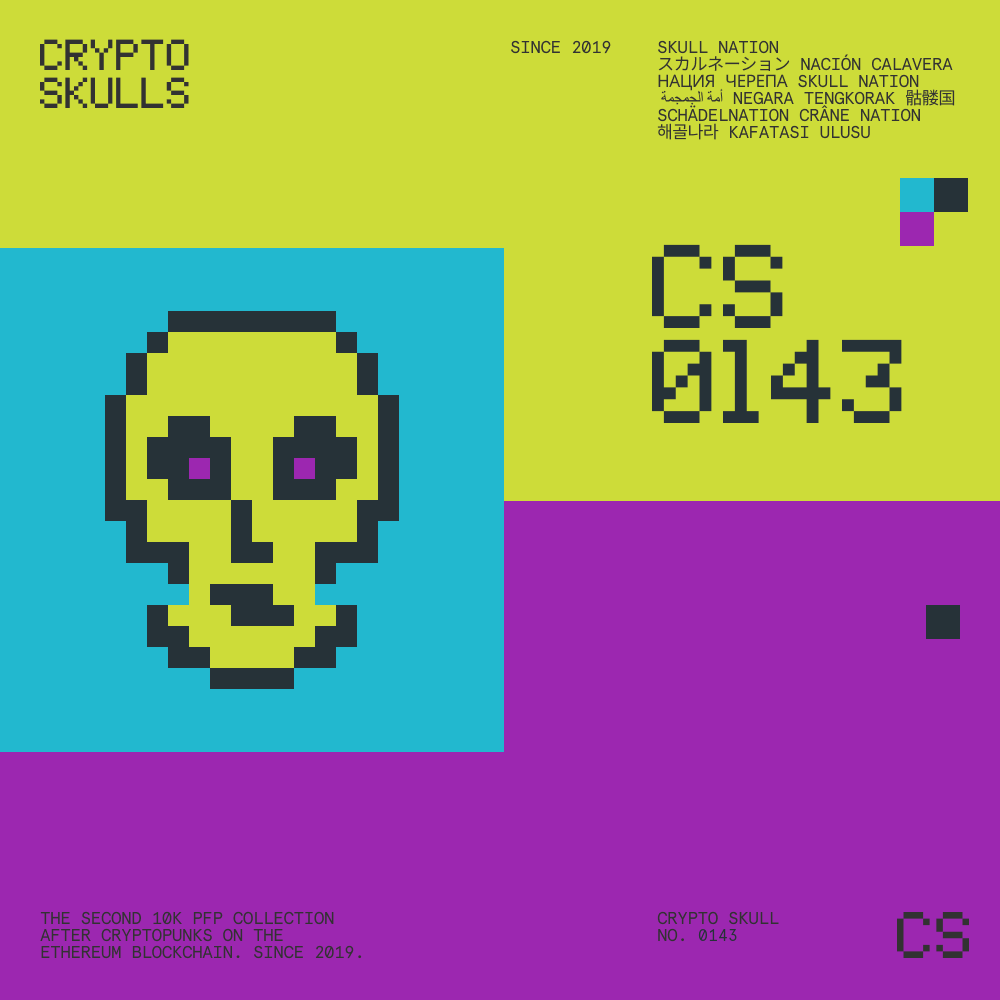 CRYPTO
SKULLS
SINCE 2019
SKULL NATION
スカルネーション NACIÓN CALAVERA
НАЦИЯ ЧЕРЕПА SKULL NATION
أمة الجمجمة NEGARA TENGKORAK 骷髅国
SCHÄDELNATION CRÂNE NATION
해골나라 KAFATASI ULUSU
CS
0143
THE SECOND 10K PFP COLLECTION
AFTER CRYPTOPUNKS ON THE
ETHEREUM BLOCKCHAIN. SINCE 2019.
CRYPTO SKULL
NO. 0143
CS